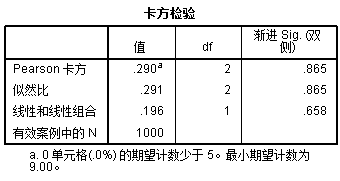 卡方检验
值 df 渐进 Sig. (双侧)
Pearson 卡方 .290a 2 .865
似然比 .291 2 .865
线性和线性组合 .196 1 .658
有效案例中的 N 1000
a. 0 单元格(.0%) 的期望计数少于 5。最小期望计数为
9.00。